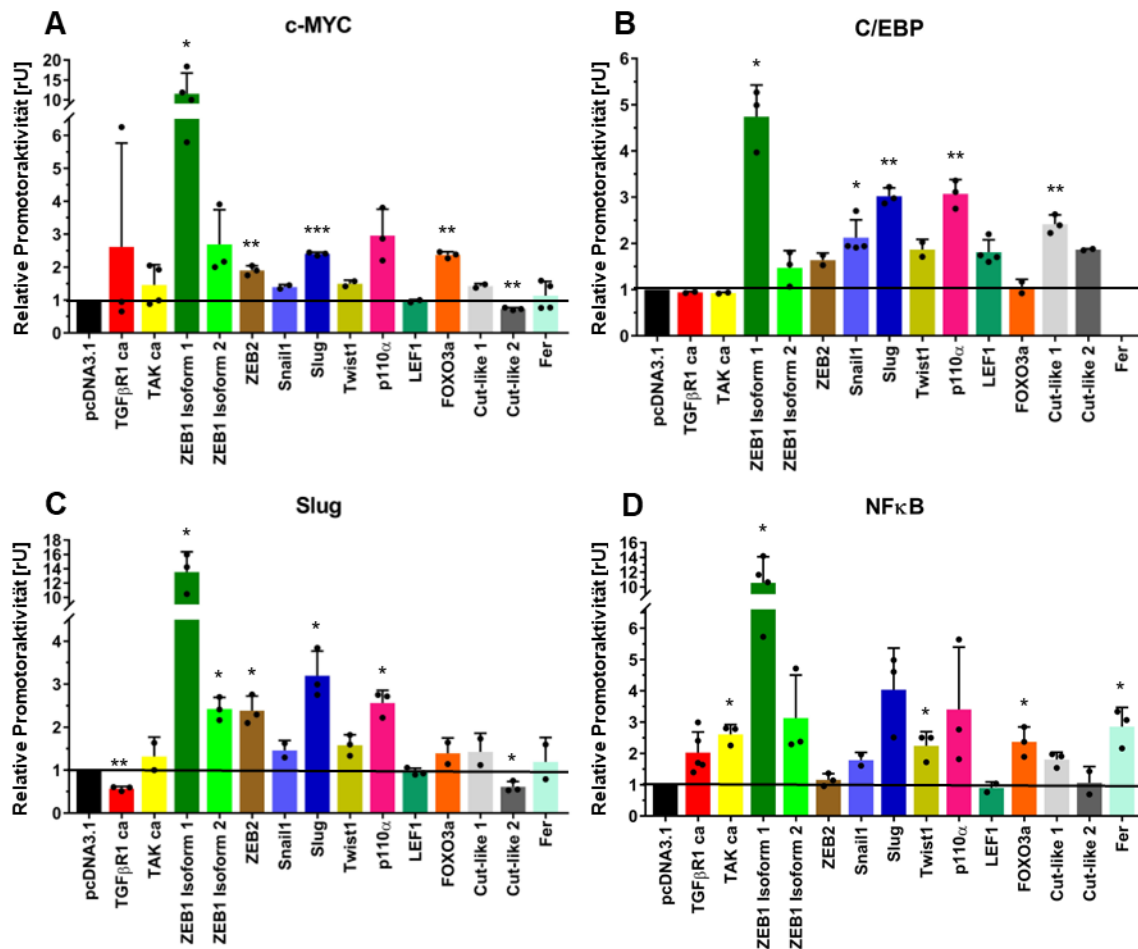 A
c-MYC
Relative Promotoraktivität [rU]
20
15
10
6
5
4
3
2
1
0
*
**
***
**
**
pcDNA3.1
TGFβR1 ca
TAK ca
ZEB1 Isoform 1
ZEB1 Isoform 2
ZEB2
Snail1
Slug
Twist1
p110α
LEF1
FOXO3a
Cut-like 1
Cut-like 2
Fer
B
C/EBP
Relative Promotoraktivität [rU]
6
5
4
3
2
1
0
*
*
**
**
**
pcDNA3.1
TGFβR1 ca
TAK ca
ZEB1 Isoform 1
ZEB1 Isoform 2
ZEB2
Snail1
Slug
Twist1
p110α
LEF1
FOXO3a
Cut-like 1
Cut-like 2
Fer
C
Slug
Relative Promotoraktivität [rU]
18
16
14
12
10
4
3
2
1
0
**
*
*
*
*
*
*
pcDNA3.1
TGFβR1 ca
TAK ca
ZEB1 Isoform 1
ZEB1 Isoform 2
ZEB2
Snail1
Slug
Twist1
p110α
LEF1
FOXO3a
Cut-like 1
Cut-like 2
Fer
D
NFκB
Relative Promotoraktivität [rU]
16
14
12
10
6
5
4
3
2
1
0
*
*
*
*
*
pcDNA3.1
TGFβR1 ca
TAK ca
ZEB1 Isoform 1
ZEB1 Isoform 2
ZEB2
Snail1
Slug
Twist1
p110α
LEF1
FOXO3a
Cut-like 1
Cut-like 2
Fer